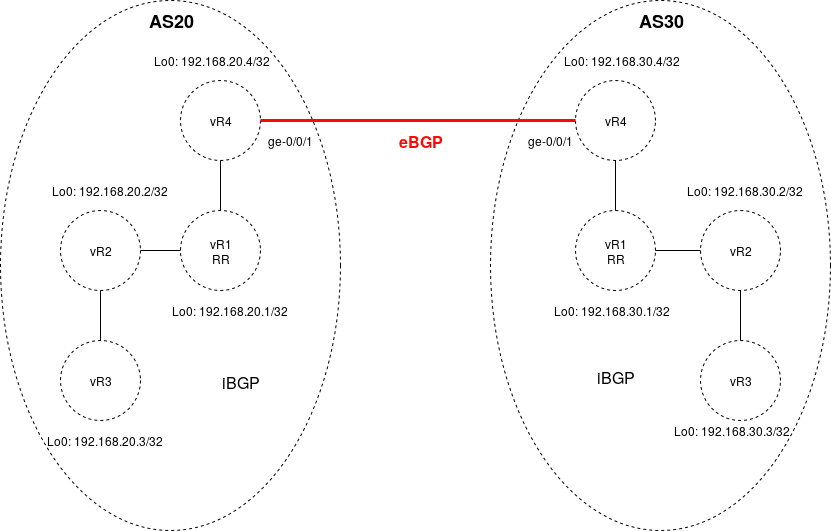 AS20
AS30
Lo0: 192.168.20.4/32
Lo0: 192.168.30.4/32
vR4
vR4
ge-0/0/1
eBGP
ge-0/0/1
Lo0: 192.168.20.2/32
Lo0: 192.168.30.2/32
vR2
vR1
RR
vR1
RR
vR2
Lo0: 192.168.20.1/32
Lo0: 192.168.30.1/32
vR3
iBGP
iBGP
vR3
Lo0: 192.168.20.3/32
Lo0: 192.168.30.3/32